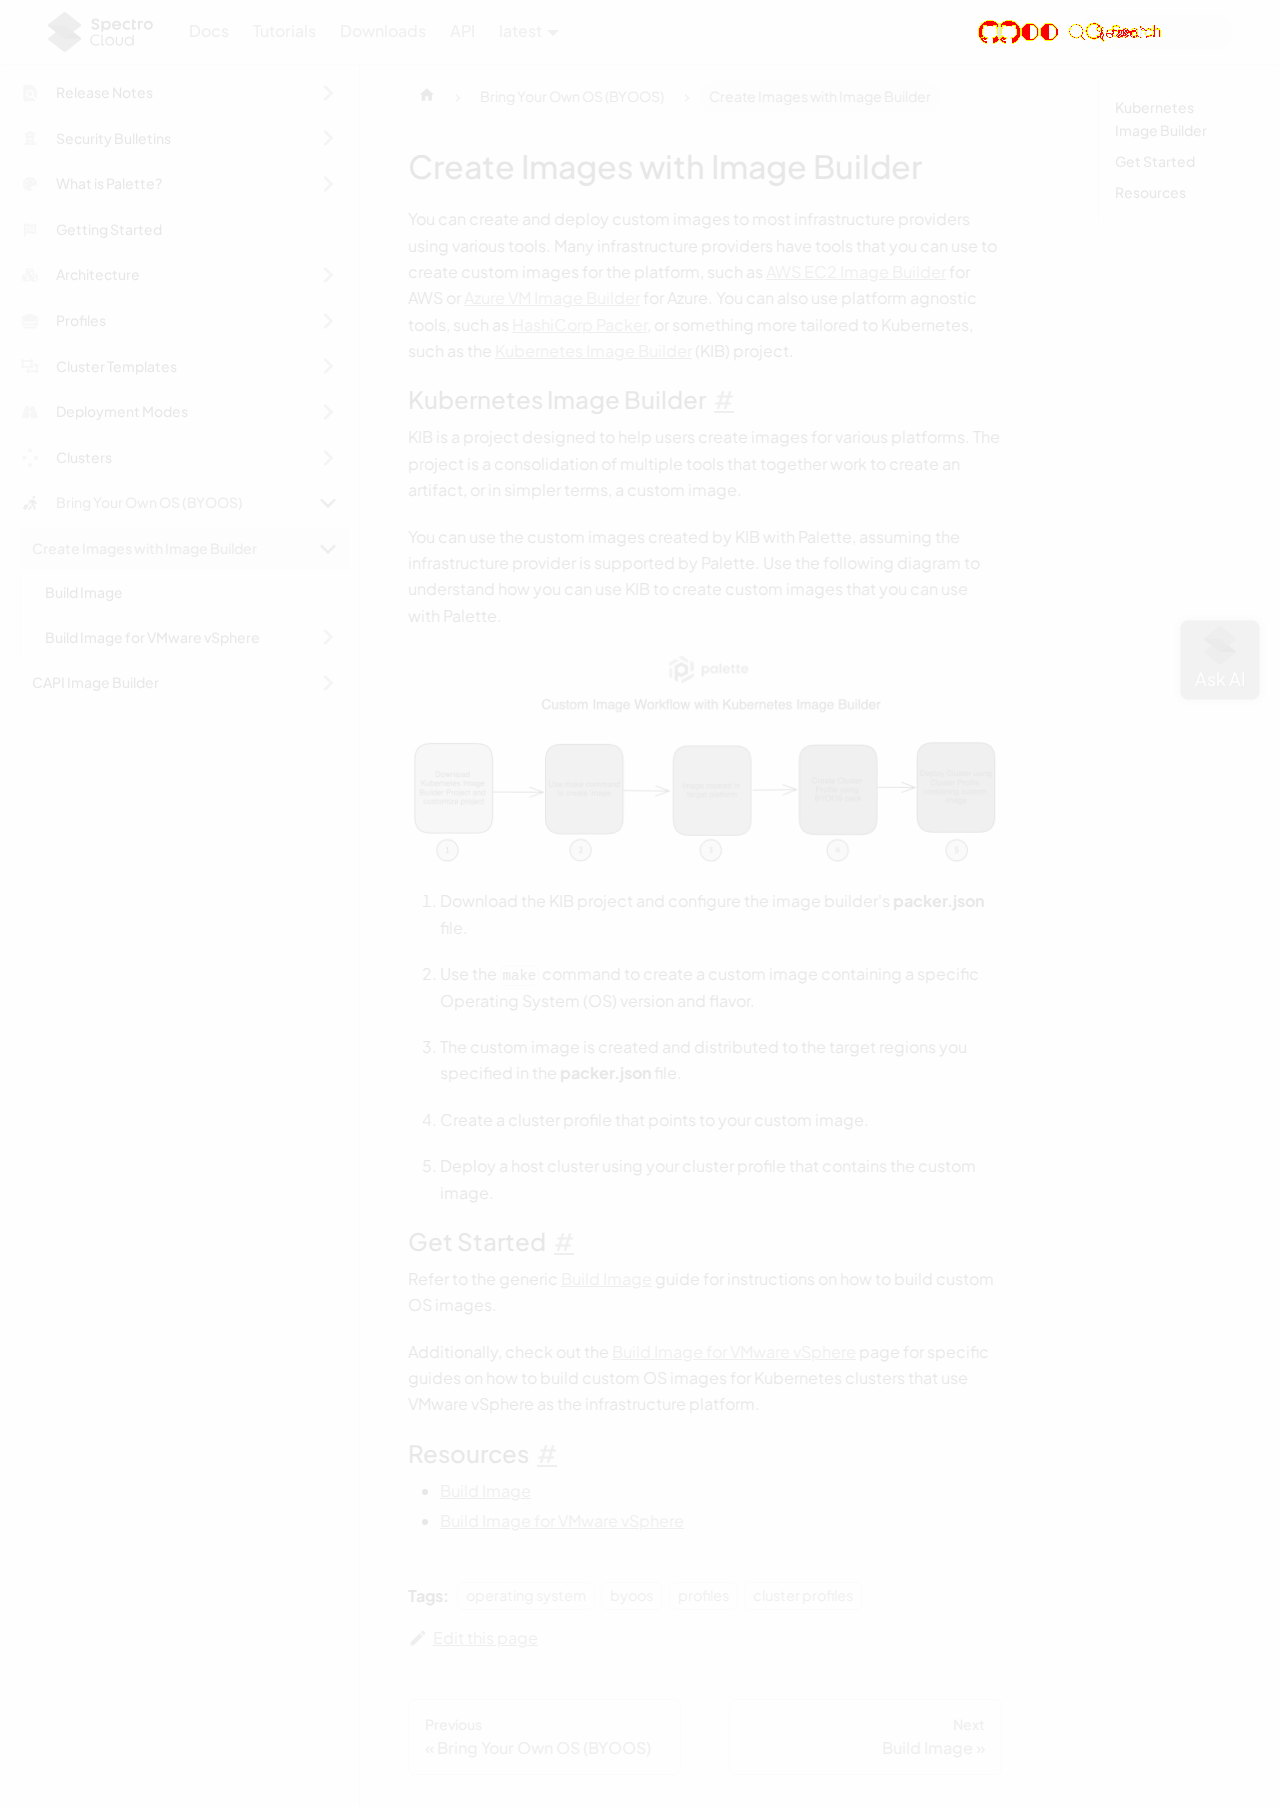 Spectro
Cloud
Docs
Tutorials
Downloads
API
latest
Release Notes
Security Bulletins
What is Palette?
Getting Started
Architecture
Profiles
Cluster Templates
Deployment Modes
Clusters
Bring Your Own OS (BYOOS)
Create Images with Image Builder
Build Image
Build Image for VMware vSphere
CAPI Image Builder
Bring Your Own OS (BYOOS)
Create Images with Image Builder
Create Images with Image Builder
You can create and deploy custom images to most infrastructure providers
using various tools. Many infrastructure providers have tools that you can use to
create custom images for the platform, such as AWS EC2 Image Builder for
AWS or Azure VM Image Builder for Azure. You can also use platform agnostic
tools, such as HashiCorp Packer, or something more tailored to Kubernetes,
such as the Kubernetes Image Builder (KIB) project.
Kubernetes Image Builder #
KIB is a project designed to help users create images for various platforms. The
project is a consolidation of multiple tools that together work to create an
artifact, or in simpler terms, a custom image.
You can use the custom images created by KIB with Palette, assuming the
infrastructure provider is supported by Palette. Use the following diagram to
understand how you can use KIB to create custom images that you can use
with Palette.
palette
Custom Image Workflow with Kubernetes Image Builder
Download
Kubernetes Image
Builder Project and
customize project
1
2
3
4
5
1. Download the KIB project and configure the image builder's packer.json
file.
2. Use the make command to create a custom image containing a specific
Operating System (OS) version and flavor.
3. The custom image is created and distributed to the target regions you
specified in the packer.json file.
4. Create a cluster profile that points to your custom image.
5. Deploy a host cluster using your cluster profile that contains the custom
image.
Get Started #
Refer to the generic Build Image guide for instructions on how to build custom
OS images.
Additionally, check out the Build Image for VMware vSphere page for specific
guides on how to build custom OS images for Kubernetes clusters that use
VMware vSphere as the infrastructure platform.
Resources #
Build Image
Build Image for VMware vSphere
Tags:
operating system
byoos
profiles
cluster profiles
Edit this page
Previous
« Bring Your Own OS (BYOOS)
Next
Build Image »
Kubernetes
Image Builder
Get Started
Resources
Ask AI